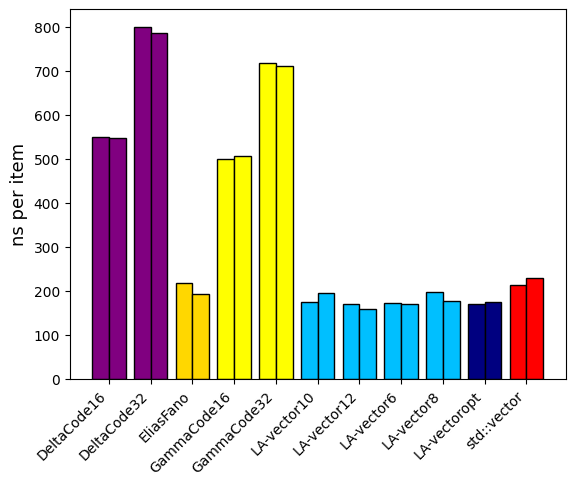 800
700
600
500
400
300
200
100
0
ns per item
DeltaCode16
DeltaCode32
EliasFano
GammaCode16
GammaCode32
LA-vector10
LA-vector12
LA-vector6
LA-vector8
LA-vectoropt
std::vector